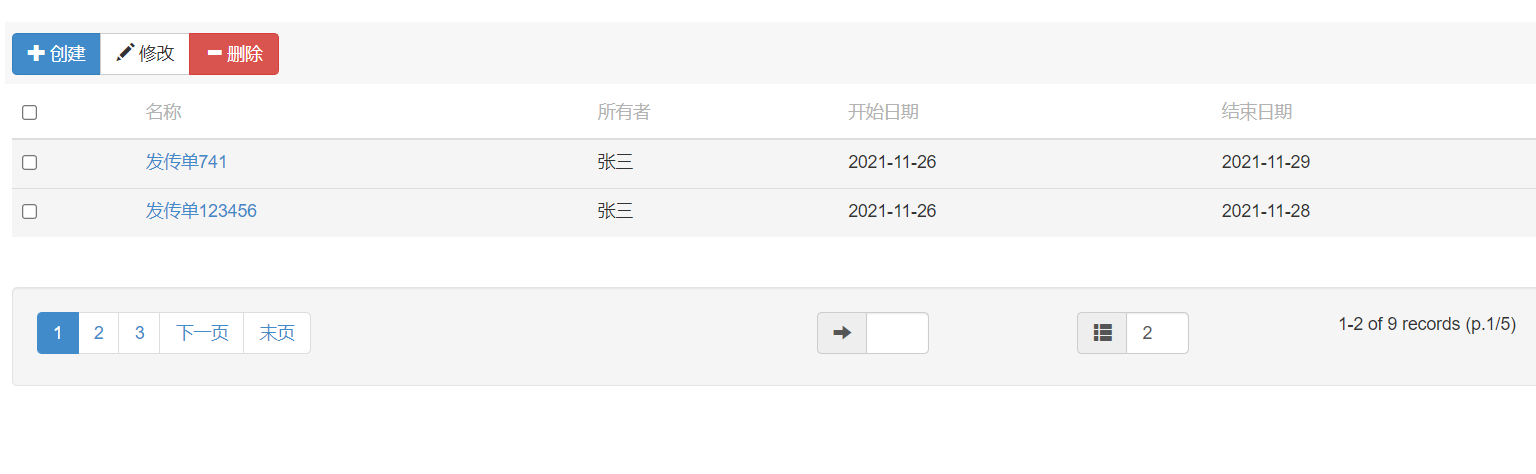 创建 修改 删除
名称 所有者 开始日期 结束日期
发传单741 张三 2021-11-26 2021-11-29
发传单123456 张三 2021-11-26 2021-11-28
1 2 3 下一页 末页 2 1-2 of 9 records (p.1/5)